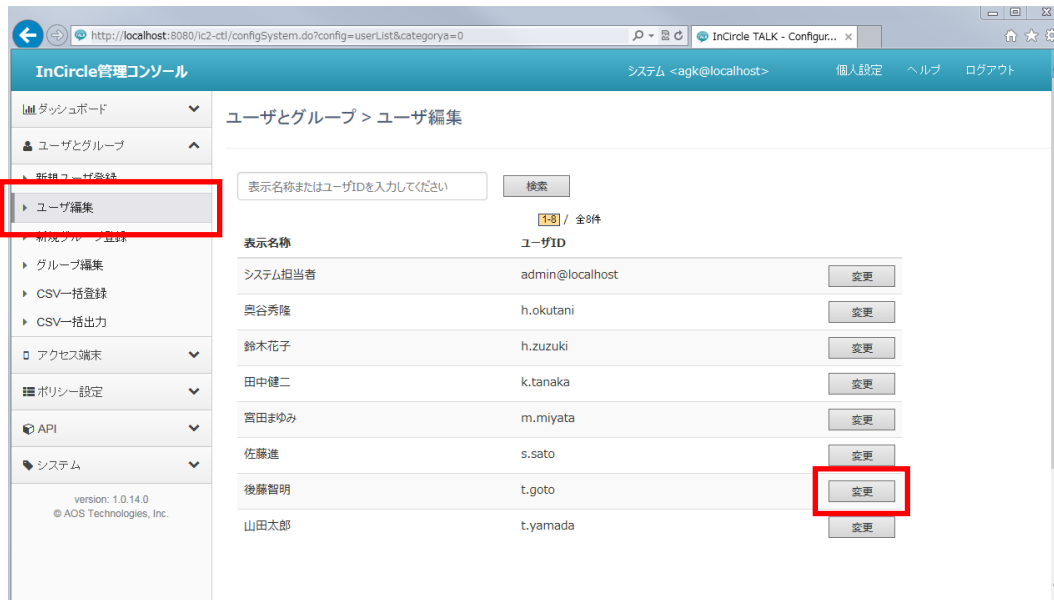 http://localhost:8080/ic2-ctl/configSystem.do?config=userList&categorya=0
InCircle TALK - Configur... ×
InCircle管理コンソール
システム <agk@localhost>
個人設定
ヘルプ
ログアウト
ダッシュボード
ユーザとグループ
新規ユーザ登録
ユーザ編集
新規グループ登録
グループ編集
CSV一括登録
CSV一括出力
アクセス端末
ポリシー設定
API
システム
version: 1.0.14.0
© AOS Technologies, Inc.
ユーザとグループ > ユーザ編集
表示名称またはユーザIDを入力してください
検索
1-8 / 全8件
表示名称 ユーザID
システム担当者 admin@localhost 変更
奥谷秀隆 h.okutani 変更
鈴木花子 h.zuzuki 変更
田中健二 k.tanaka 変更
宮田まゆみ m.miyata 変更
佐藤進 s.sato 変更
後藤智明 t.goto 変更
山田太郎 t.yamada 変更